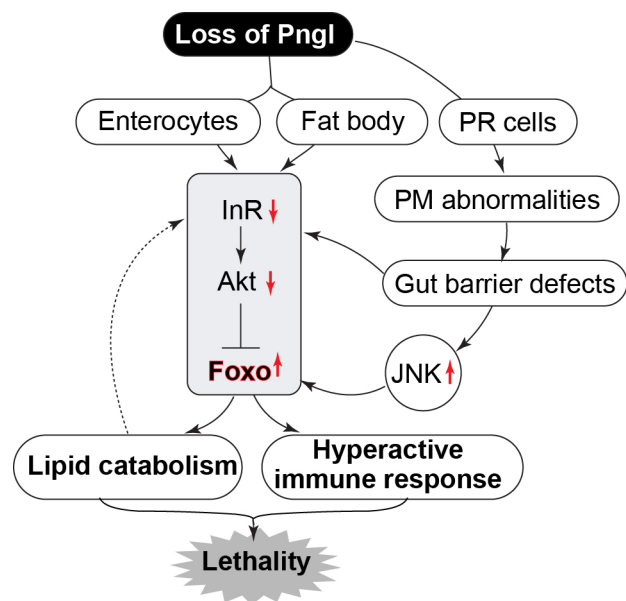 Loss of Pngl
Enterocytes
Fat body
PR cells
InR
PM abnormalities
Akt
Gut barrier defects
Foxo
JNK
Lipid catabolism
Hyperactive
immune response
Lethality